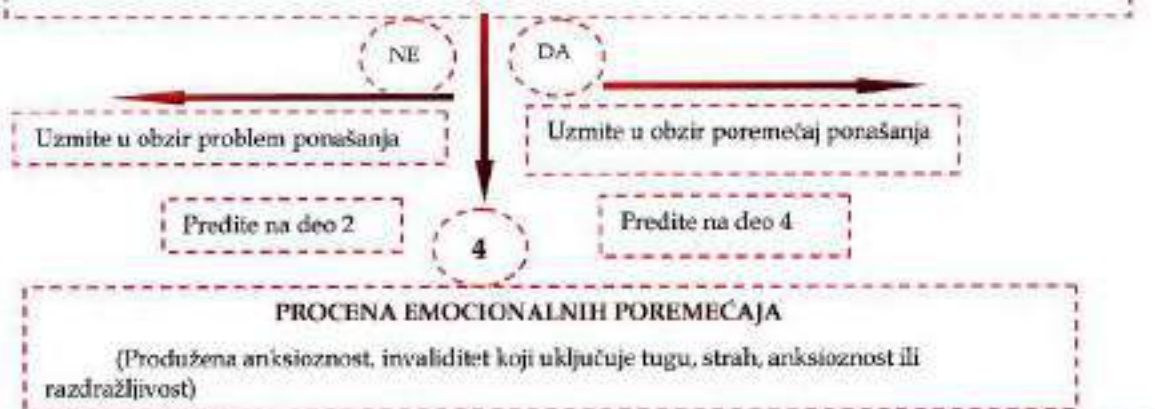 NE
DA
Uzmite u obzir problem ponašanja
Uzmite u obzir poremećaj ponašanja
Pređite na deo 2
Pređite na deo 4
4
PROCENA EMOCIONALNIH POREMEĆAJA
(Produžena anksioznost, invaliditet koji uključuje tugu, strah, anksioznost ili
razdražljivost)